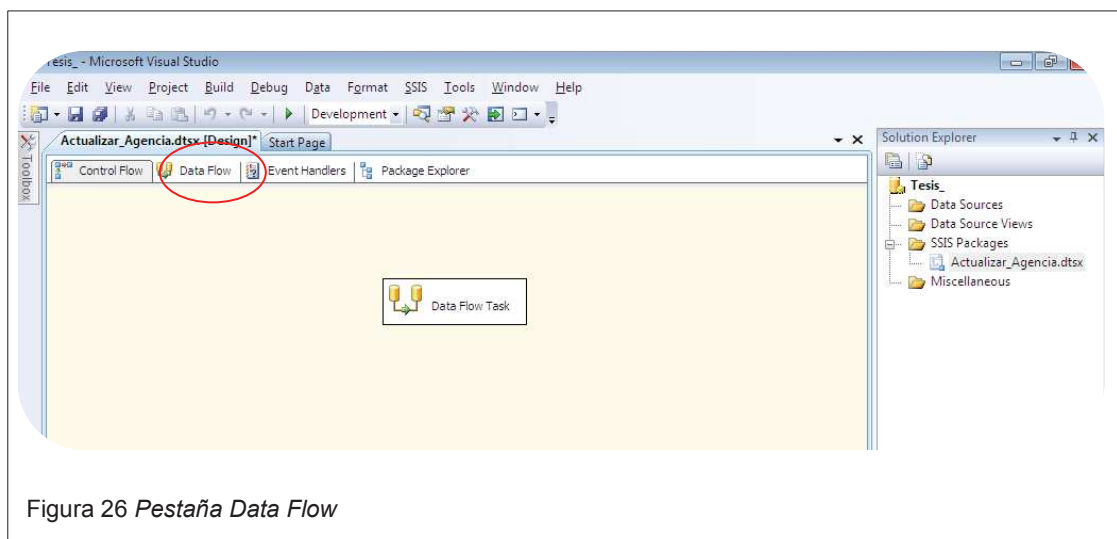 Tesis_ - Microsoft Visual Studio
File Edit View Project Build Debug Data Format SSIS Tools Window Help
Development
Actualizar_Agencia.dtsx [Design]* Start Page
Control Flow Data Flow Event Handlers Package Explorer
Toolbox
Data Flow Task
Solution Explorer
Tesis_
Data Sources
Data Source Views
SSIS Packages
Actualizar_Agencia.dtsx
Miscellaneous
Figura 26 Pestaña Data Flow